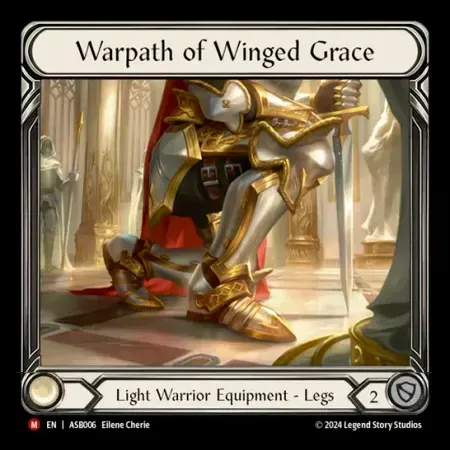 Warpath of Winged Grace
Light Warrior Equipment - Legs
2
M EN | ASB006 Eilene Cherie
© 2024 Legend Story Studios